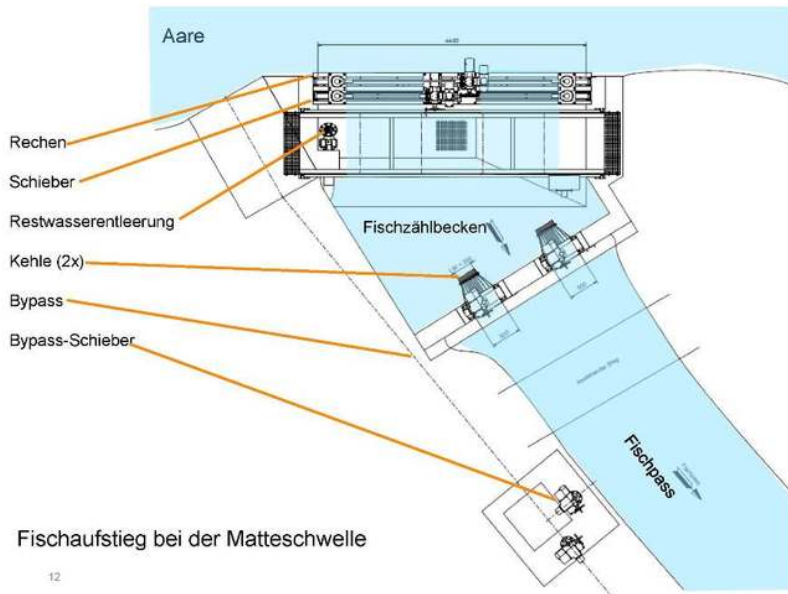 Aare
Rechen
Schieber
Restwasserentleerung
Kehle (2x)
Bypass
Bypass-Schieber
Fischzählbecken
Fischpass
Fischaufstieg bei der Matteschwelle
12